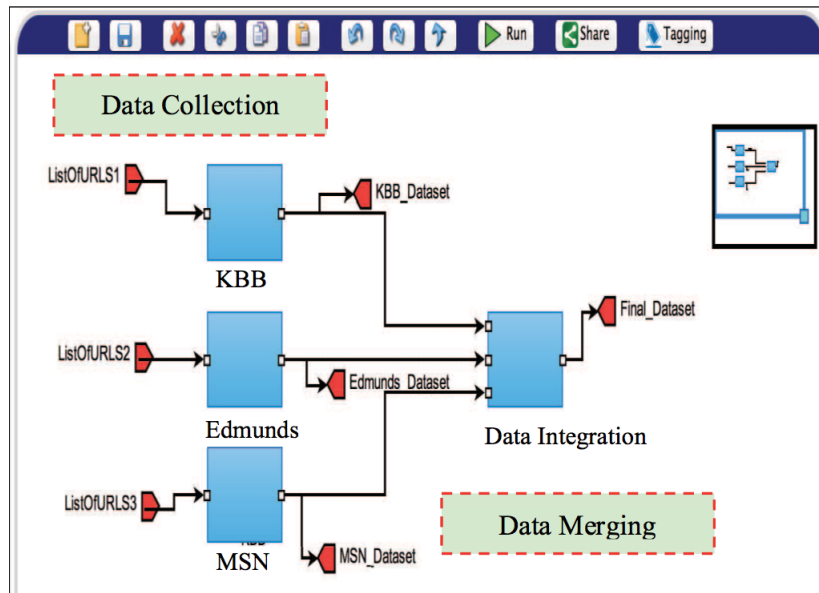 Run Share Tagging
Data Collection
ListOfURLS1
KBB_Dataset
KBB
Final_Dataset
ListOfURLS2
Edmunds_Dataset
Edmunds
Data Integration
ListOfURLS3
Data Merging
MSN
MSN_Dataset